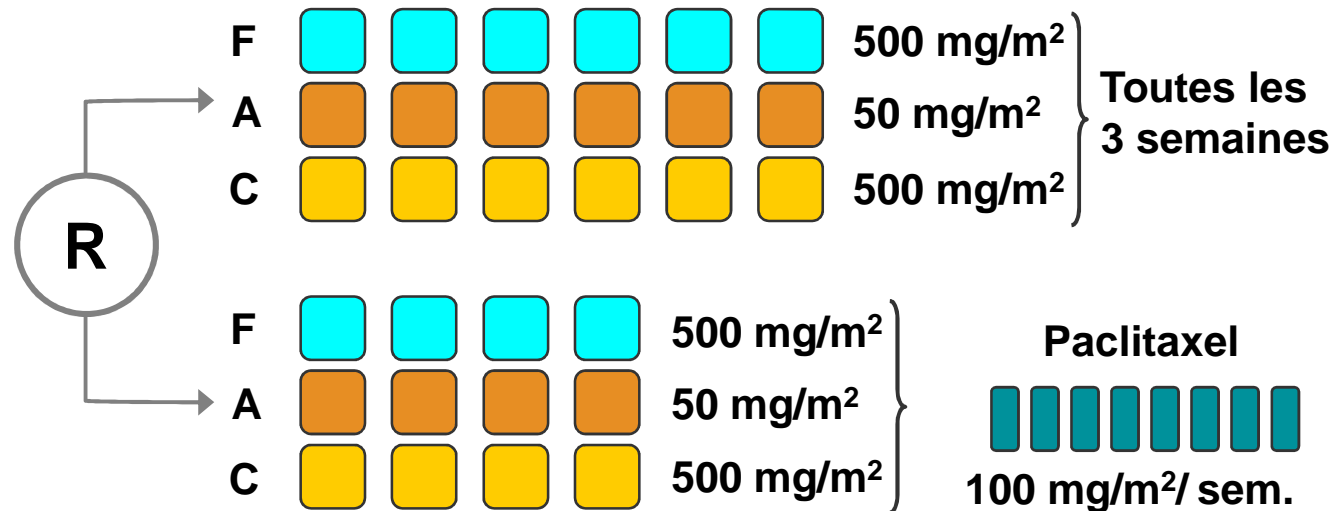 F 500 mg/m²
A 50 mg/m²
C 500 mg/m²
Toutes les
3 semaines
R
F 500 mg/m²
A 50 mg/m²
C 500 mg/m²
Paclitaxel
100 mg/m²/ sem.